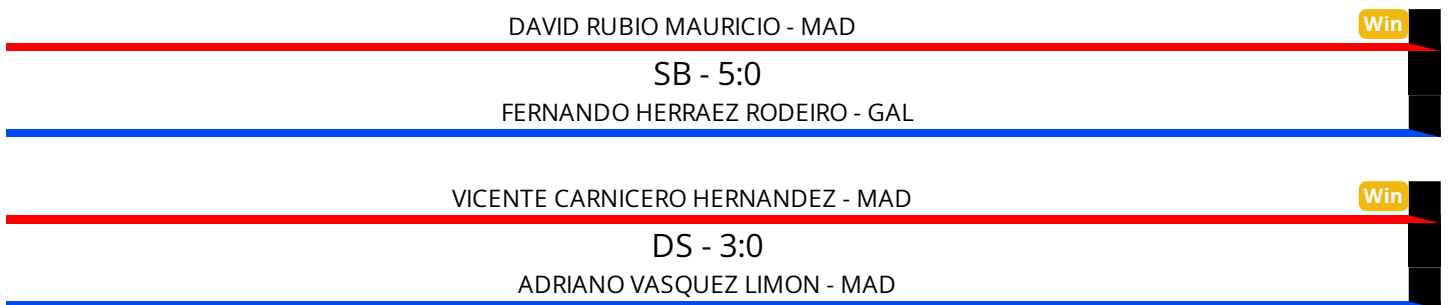 DAVID RUBIO MAURICIO - MAD Win
SB - 5:0
FERNANDO HERRAEZ RODEIRO - GAL
VICENTE CARNICERO HERNANDEZ - MAD Win
DS - 3:0
ADRIANO VASQUEZ LIMON - MAD